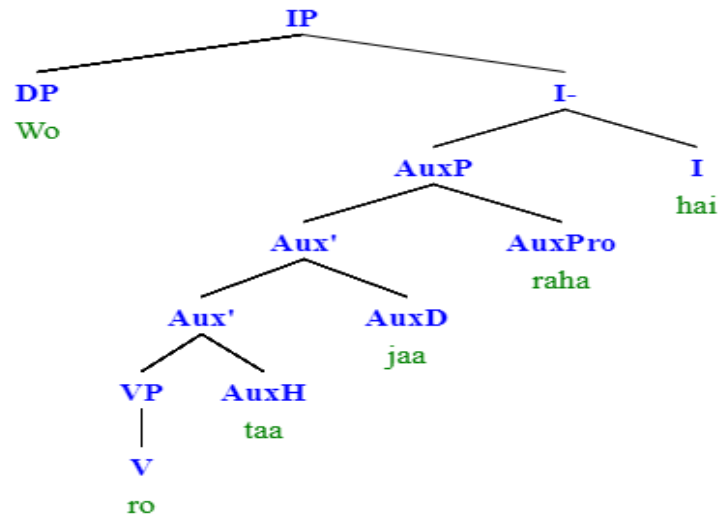 IP
DP I-
Wo
AuxP I
hai
Aux' AuxPro
raha
Aux' AuxD
jaa
VP AuxH
taa
V
ro